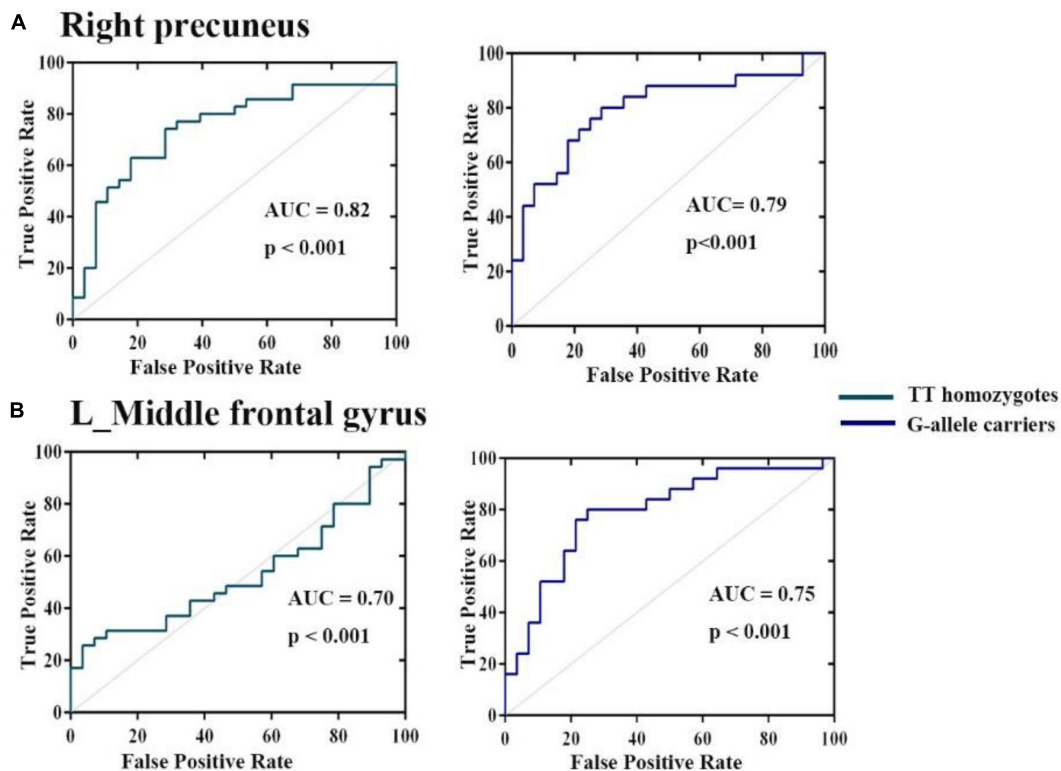 A Right precuneus
100
80
60
40
20
0
True Positive Rate
AUC = 0.82
p < 0.001
0 20 40 60 80 100
False Positive Rate
100
80
60
40
20
0
True Positive Rate
AUC= 0.79
p<0.001
0 20 40 60 80 100
False Positive Rate
TT homozygotes
G-allele carriers
B L_Middle frontal gyrus
100
80
60
40
20
0
True Positive Rate
AUC = 0.70
p < 0.001
0 20 40 60 80 100
False Positive Rate
100
80
60
40
20
0
True Positive Rate
AUC = 0.75
p < 0.001
0 20 40 60 80 100
False Positive Rate